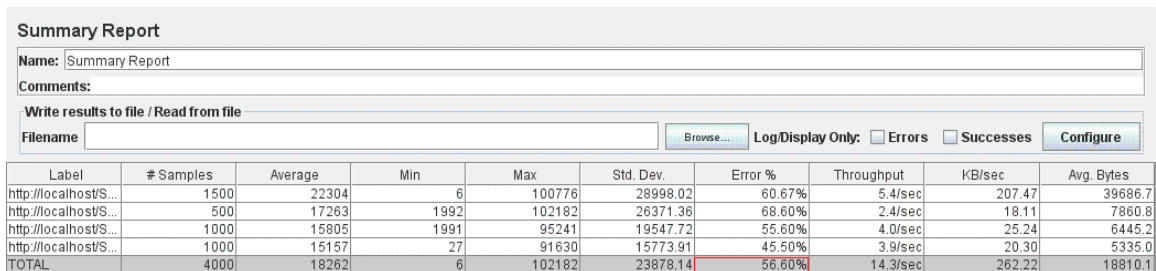 Summary Report
Name: Summary Report
Comments:
Write results to file / Read from file
Filename Browse... Log/Display Only: Errors Successes Configure
Label # Samples Average Min Max Std. Dev. Error % Throughput KB/sec Avg. Bytes
http://localhost/S... 1500 22304 6 100776 28998.02 60.67% 5.4/sec 207.47 39686.7
http://localhost/S... 500 17263 1992 102182 26371.36 68.60% 2.4/sec 18.11 7860.8
http://localhost/S... 1000 15805 1991 95241 19547.72 55.60% 4.0/sec 25.24 6445.2
http://localhost/S... 1000 15157 27 91630 15773.91 45.50% 3.9/sec 20.30 5335.0
TOTAL 4000 18262 6 102182 23878.14 56.60% 14.3/sec 262.22 18810.1